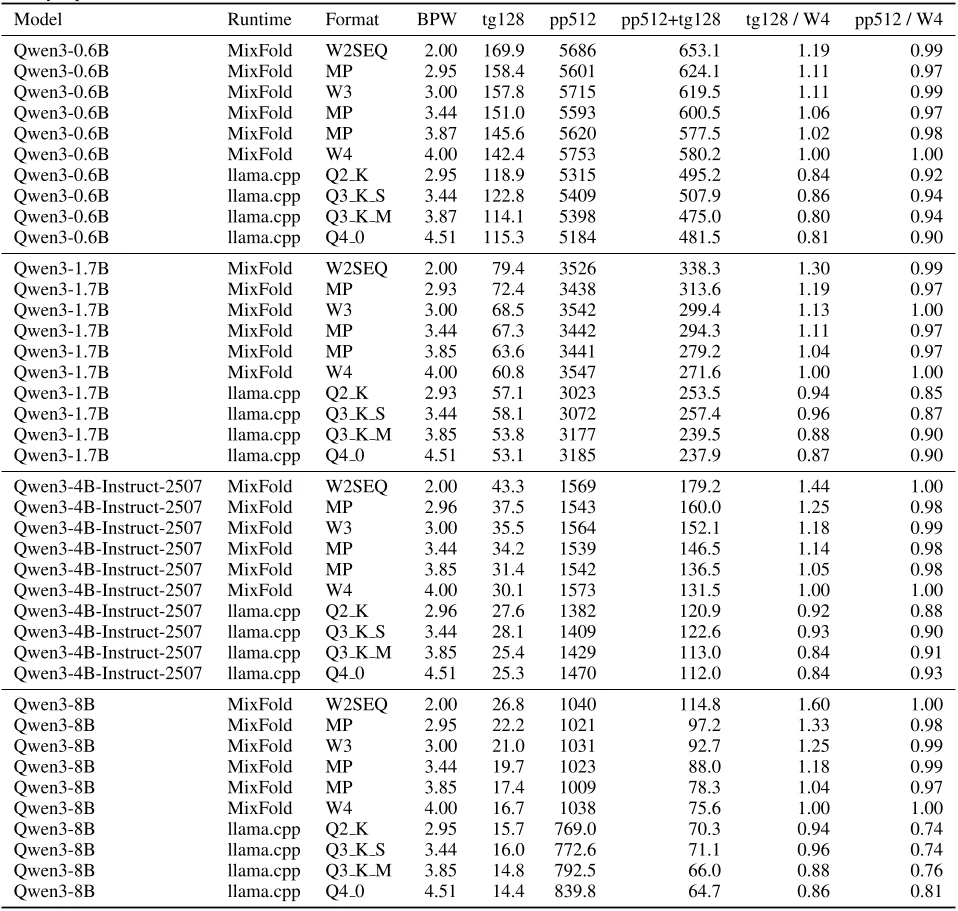 Model Runtime Format BPW tg128 pp512 pp512+tg128 tg128 / W4 pp512 / W4
Qwen3-0.6B MixFold W2SEQ 2.00 169.9 5686 653.1 1.19 0.99
Qwen3-0.6B MixFold MP 2.95 158.4 5601 624.1 1.11 0.97
Qwen3-0.6B MixFold W3 3.00 157.8 5715 619.5 1.11 0.99
Qwen3-0.6B MixFold MP 3.44 151.0 5593 600.5 1.06 0.97
Qwen3-0.6B MixFold MP 3.87 145.6 5620 577.5 1.02 0.98
Qwen3-0.6B MixFold W4 4.00 142.4 5753 580.2 1.00 1.00
Qwen3-0.6B llama.cpp Q2_K 2.95 118.9 5315 495.2 0.84 0.92
Qwen3-0.6B llama.cpp Q3_K_S 3.44 122.8 5409 507.9 0.86 0.94
Qwen3-0.6B llama.cpp Q3_K_M 3.87 114.1 5398 475.0 0.80 0.94
Qwen3-0.6B llama.cpp Q4_0 4.51 115.3 5184 481.5 0.81 0.90
Qwen3-1.7B MixFold W2SEQ 2.00 79.4 3526 338.3 1.30 0.99
Qwen3-1.7B MixFold MP 2.93 72.4 3438 313.6 1.19 0.97
Qwen3-1.7B MixFold W3 3.00 68.5 3542 299.4 1.13 1.00
Qwen3-1.7B MixFold MP 3.44 67.3 3442 294.3 1.11 0.97
Qwen3-1.7B MixFold MP 3.85 63.6 3441 279.2 1.04 0.97
Qwen3-1.7B MixFold W4 4.00 60.8 3547 271.6 1.00 1.00
Qwen3-1.7B llama.cpp Q2_K 2.93 57.1 3023 253.5 0.94 0.85
Qwen3-1.7B llama.cpp Q3_K_S 3.44 58.1 3072 257.4 0.96 0.87
Qwen3-1.7B llama.cpp Q3_K_M 3.85 53.8 3177 239.5 0.88 0.90
Qwen3-1.7B llama.cpp Q4_0 4.51 53.1 3185 237.9 0.87 0.90
Qwen3-4B-Instruct-2507 MixFold W2SEQ 2.00 43.3 1569 179.2 1.44 1.00
Qwen3-4B-Instruct-2507 MixFold MP 2.96 37.5 1543 160.0 1.25 0.98
Qwen3-4B-Instruct-2507 MixFold W3 3.00 35.5 1564 152.1 1.18 0.99
Qwen3-4B-Instruct-2507 MixFold MP 3.44 34.2 1539 146.5 1.14 0.98
Qwen3-4B-Instruct-2507 MixFold MP 3.85 31.4 1542 136.5 1.05 0.98
Qwen3-4B-Instruct-2507 MixFold W4 4.00 30.1 1573 131.5 1.00 1.00
Qwen3-4B-Instruct-2507 llama.cpp Q2_K 2.96 27.6 1382 120.9 0.92 0.88
Qwen3-4B-Instruct-2507 llama.cpp Q3_K_S 3.44 28.1 1409 122.6 0.93 0.90
Qwen3-4B-Instruct-2507 llama.cpp Q3_K_M 3.85 25.4 1429 113.0 0.84 0.91
Qwen3-4B-Instruct-2507 llama.cpp Q4_0 4.51 25.3 1470 112.0 0.84 0.93
Qwen3-8B MixFold W2SEQ 2.00 26.8 1040 114.8 1.60 1.00
Qwen3-8B MixFold MP 2.95 22.2 1021 97.2 1.33 0.98
Qwen3-8B MixFold W3 3.00 21.0 1031 92.7 1.25 0.99
Qwen3-8B MixFold MP 3.44 19.7 1023 88.0 1.18 0.99
Qwen3-8B MixFold MP 3.85 17.4 1009 78.3 1.04 0.97
Qwen3-8B MixFold W4 4.00 16.7 1038 75.6 1.00 1.00
Qwen3-8B llama.cpp Q2_K 2.95 15.7 769.0 70.3 0.94 0.74
Qwen3-8B llama.cpp Q3_K_S 3.44 16.0 772.6 71.1 0.96 0.74
Qwen3-8B llama.cpp Q3_K_M 3.85 14.8 792.5 66.0 0.88 0.76
Qwen3-8B llama.cpp Q4_0 4.51 14.4 839.8 64.7 0.86 0.81